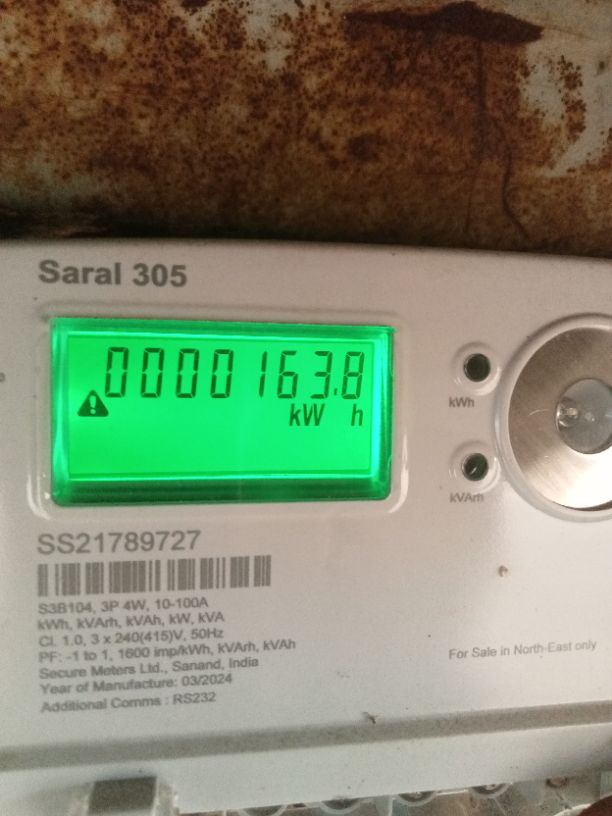 Saral 305
0000163.8
kW h
kWh
kVArh
SS21789727
S3B104, 3P 4W, 10-100A
kWh, kVArh, kVAh, kW, kVA
Cl. 1.0, 3 x 240(415)V, 50Hz
PF: -1 to 1, 1600 imp/kWh, kVArh, kVAh
Secure Meters Ltd., Sanand, India
Year of Manufacture: 03/2024
Additional Comms : RS232
For Sale in North-East only